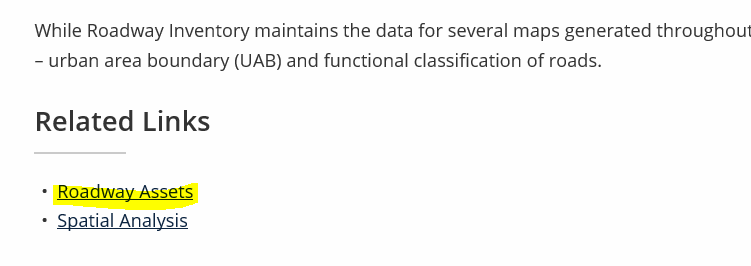 While Roadway Inventory maintains the data for several maps generated throughout
– urban area boundary (UAB) and functional classification of roads.
Related Links
• Roadway Assets
• Spatial Analysis